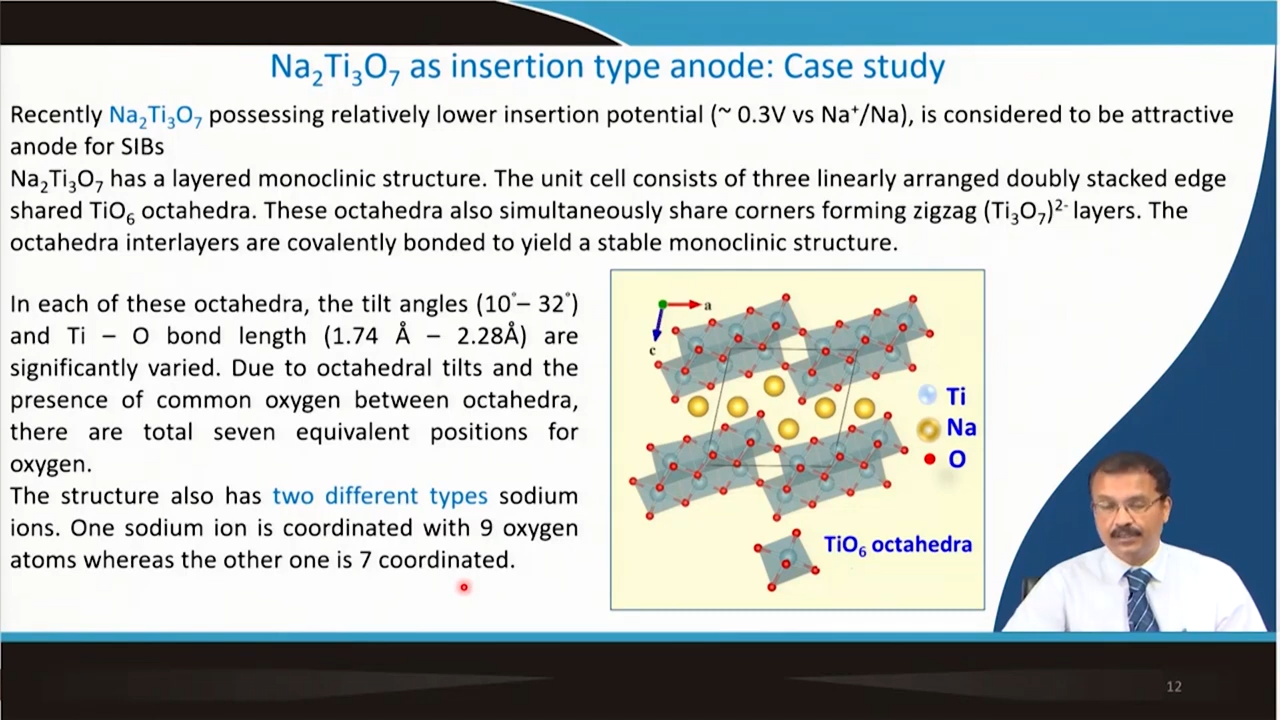 Na₂Ti₃O₇ as insertion type anode: Case study
Recently Na₂Ti₃O₇ possessing relatively lower insertion potential (~ 0.3V vs Na⁺/Na), is considered to be attractive
anode for SIBs
Na₂Ti₃O₇ has a layered monoclinic structure. The unit cell consists of three linearly arranged doubly stacked edge
shared TiO₆ octahedra. These octahedra also simultaneously share corners forming zigzag (Ti₃O₇)²⁻ layers. The
octahedra interlayers are covalently bonded to yield a stable monoclinic structure.
In each of these octahedra, the tilt angles (10°– 32°)
and Ti – O bond length (1.74 Å – 2.28Å) are
significantly varied. Due to octahedral tilts and the
presence of common oxygen between octahedra,
there are total seven equivalent positions for
oxygen.
The structure also has two different types sodium
ions. One sodium ion is coordinated with 9 oxygen
atoms whereas the other one is 7 coordinated.
a
c
Ti
Na
O
TiO₆ octahedra
12